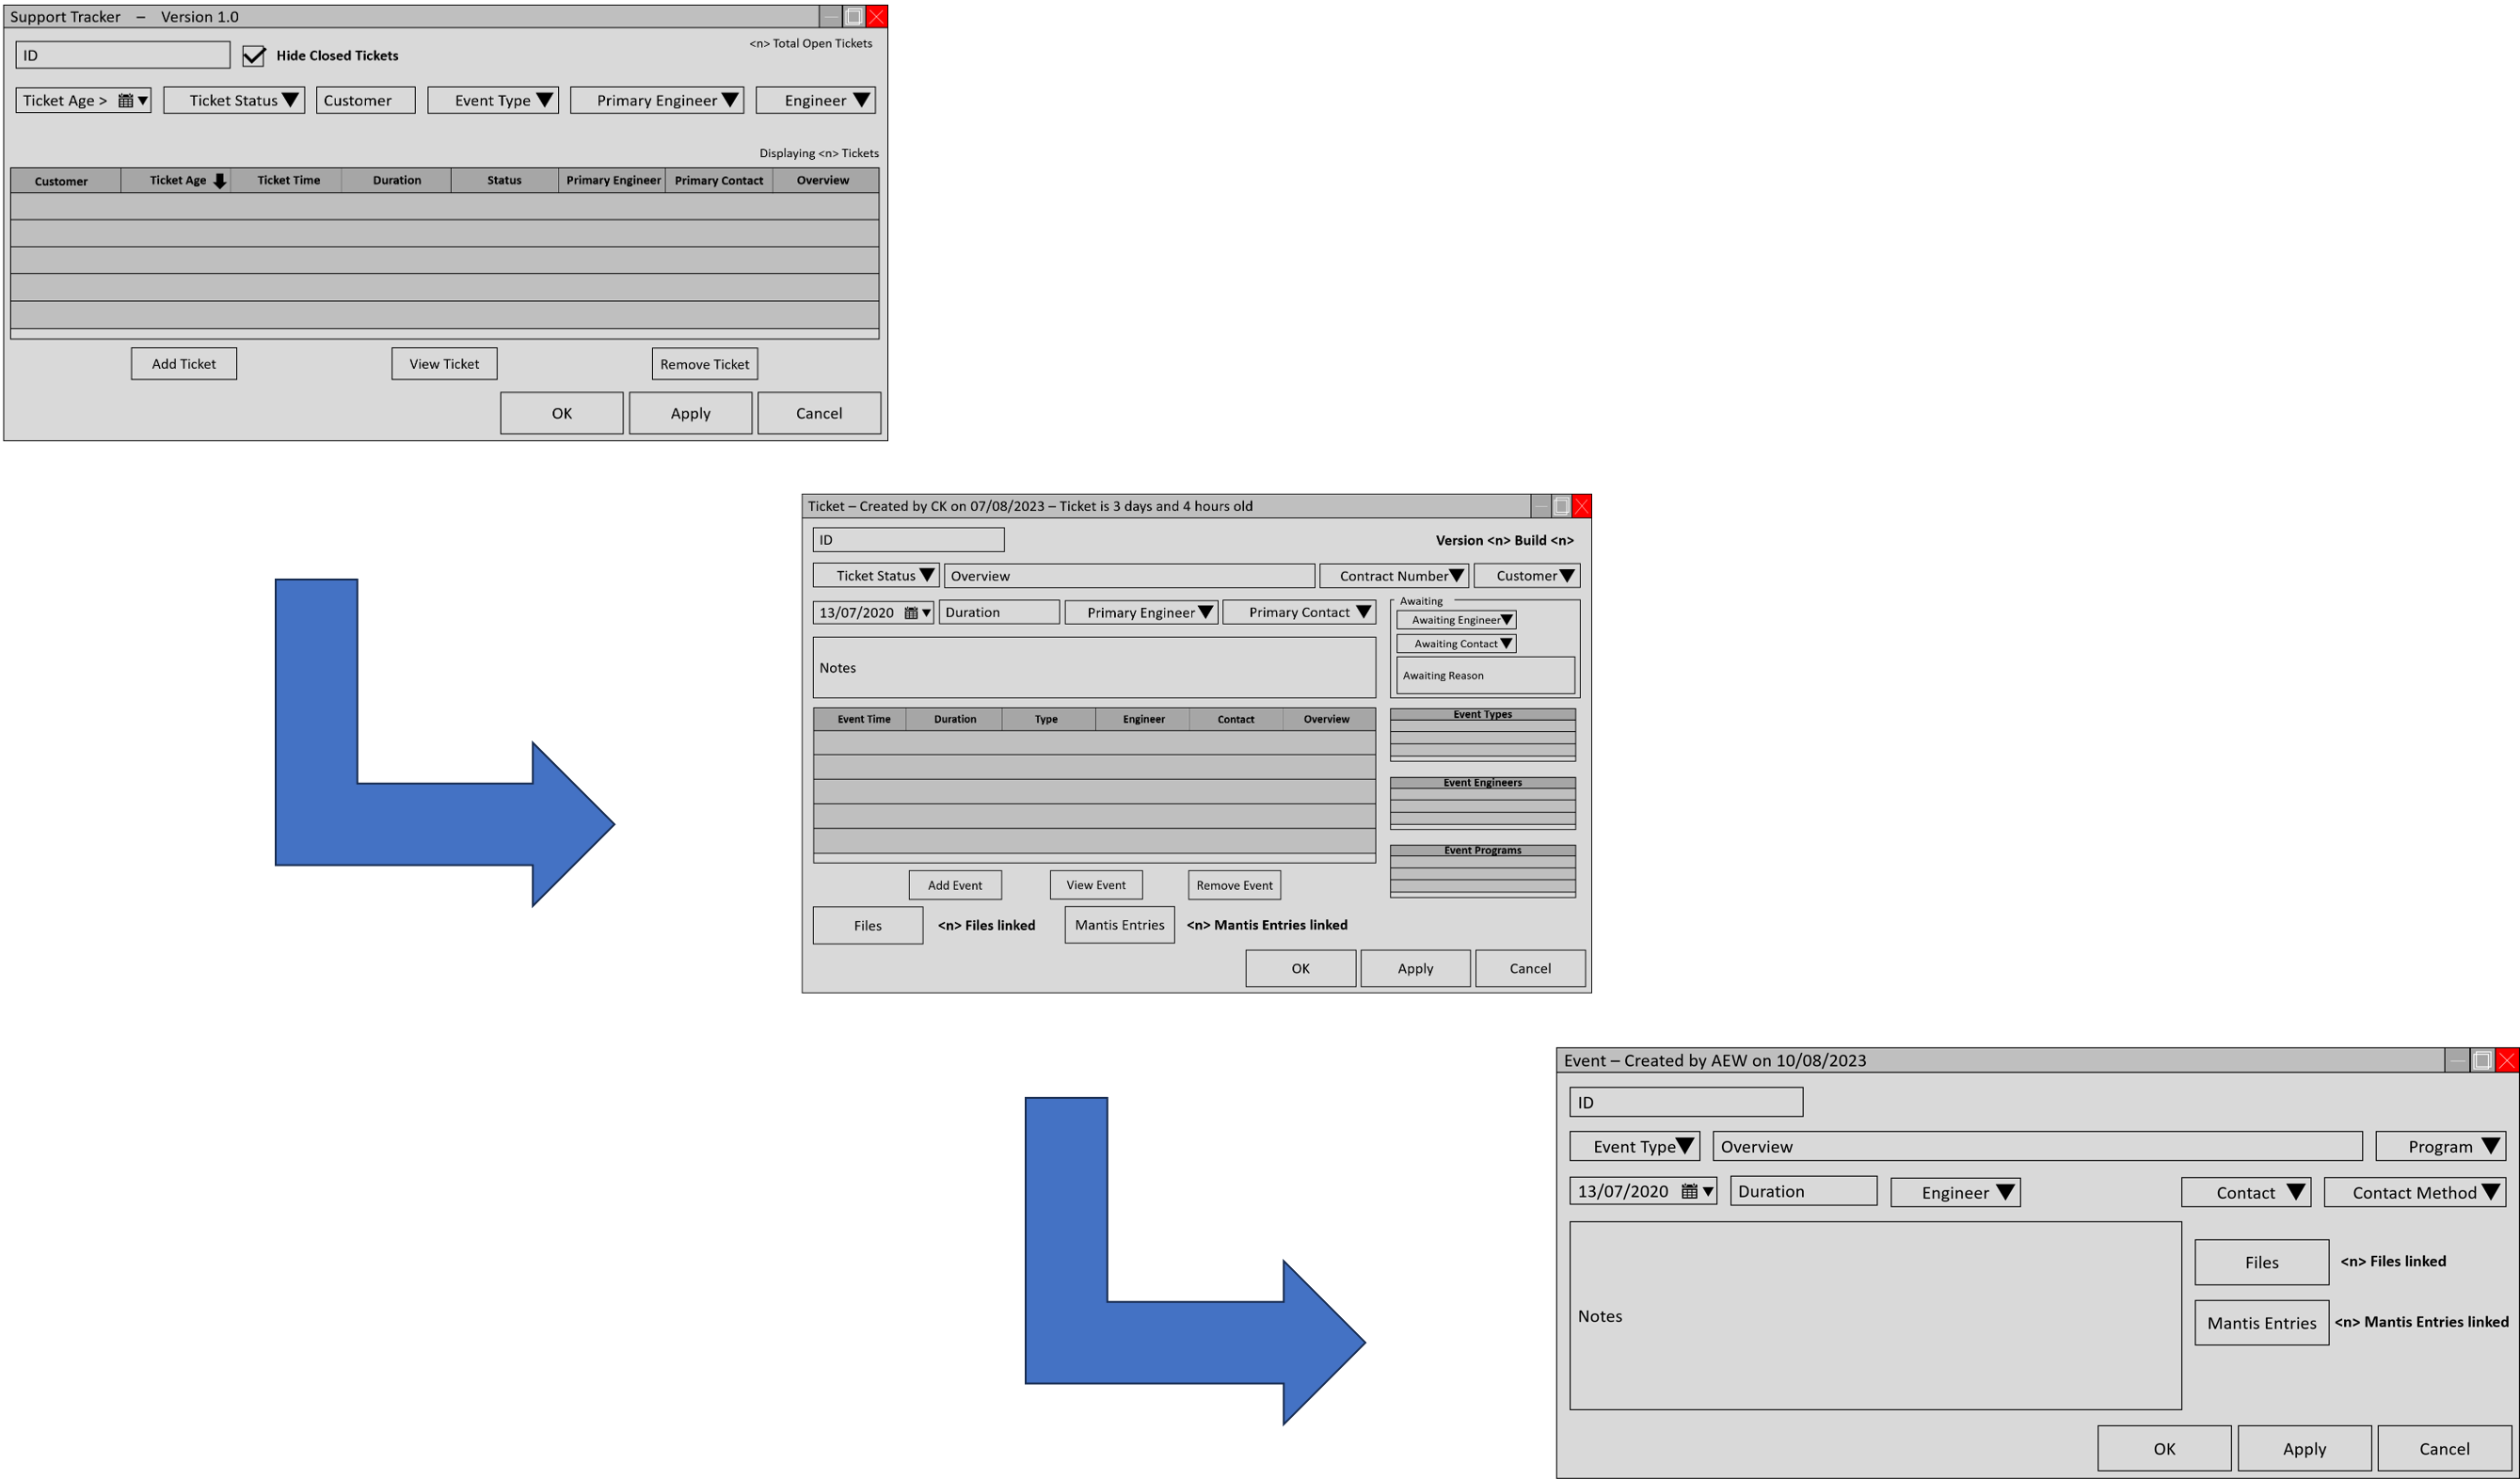 Support Tracker – Version 1.0
ID
Hide Closed Tickets
<n> Total Open Tickets
Ticket Age >
Ticket Status
Customer
Event Type
Primary Engineer
Engineer
Displaying <n> Tickets
Customer Ticket Age Ticket Time Duration Status Primary Engineer Primary Contact Overview
Add Ticket
View Ticket
Remove Ticket
OK
Apply
Cancel
Ticket – Created by CK on 07/08/2023 – Ticket is 3 days and 4 hours old
ID
Version <n> Build <n>
Ticket Status
Overview
Contract Number
Customer
13/07/2020
Duration
Primary Engineer
Primary Contact
Awaiting
Awaiting Engineer
Awaiting Contact
Awaiting Reason
Notes
Event Time Duration Type Engineer Contact Overview
Event Types
Event Engineers
Event Programs
Add Event
View Event
Remove Event
Files
<n> Files linked
Mantis Entries
<n> Mantis Entries linked
OK
Apply
Cancel
Event – Created by AEW on 10/08/2023
ID
Event Type
Overview
Program
13/07/2020
Duration
Engineer
Contact
Contact Method
Notes
Files
<n> Files linked
Mantis Entries
<n> Mantis Entries linked
OK
Apply
Cancel